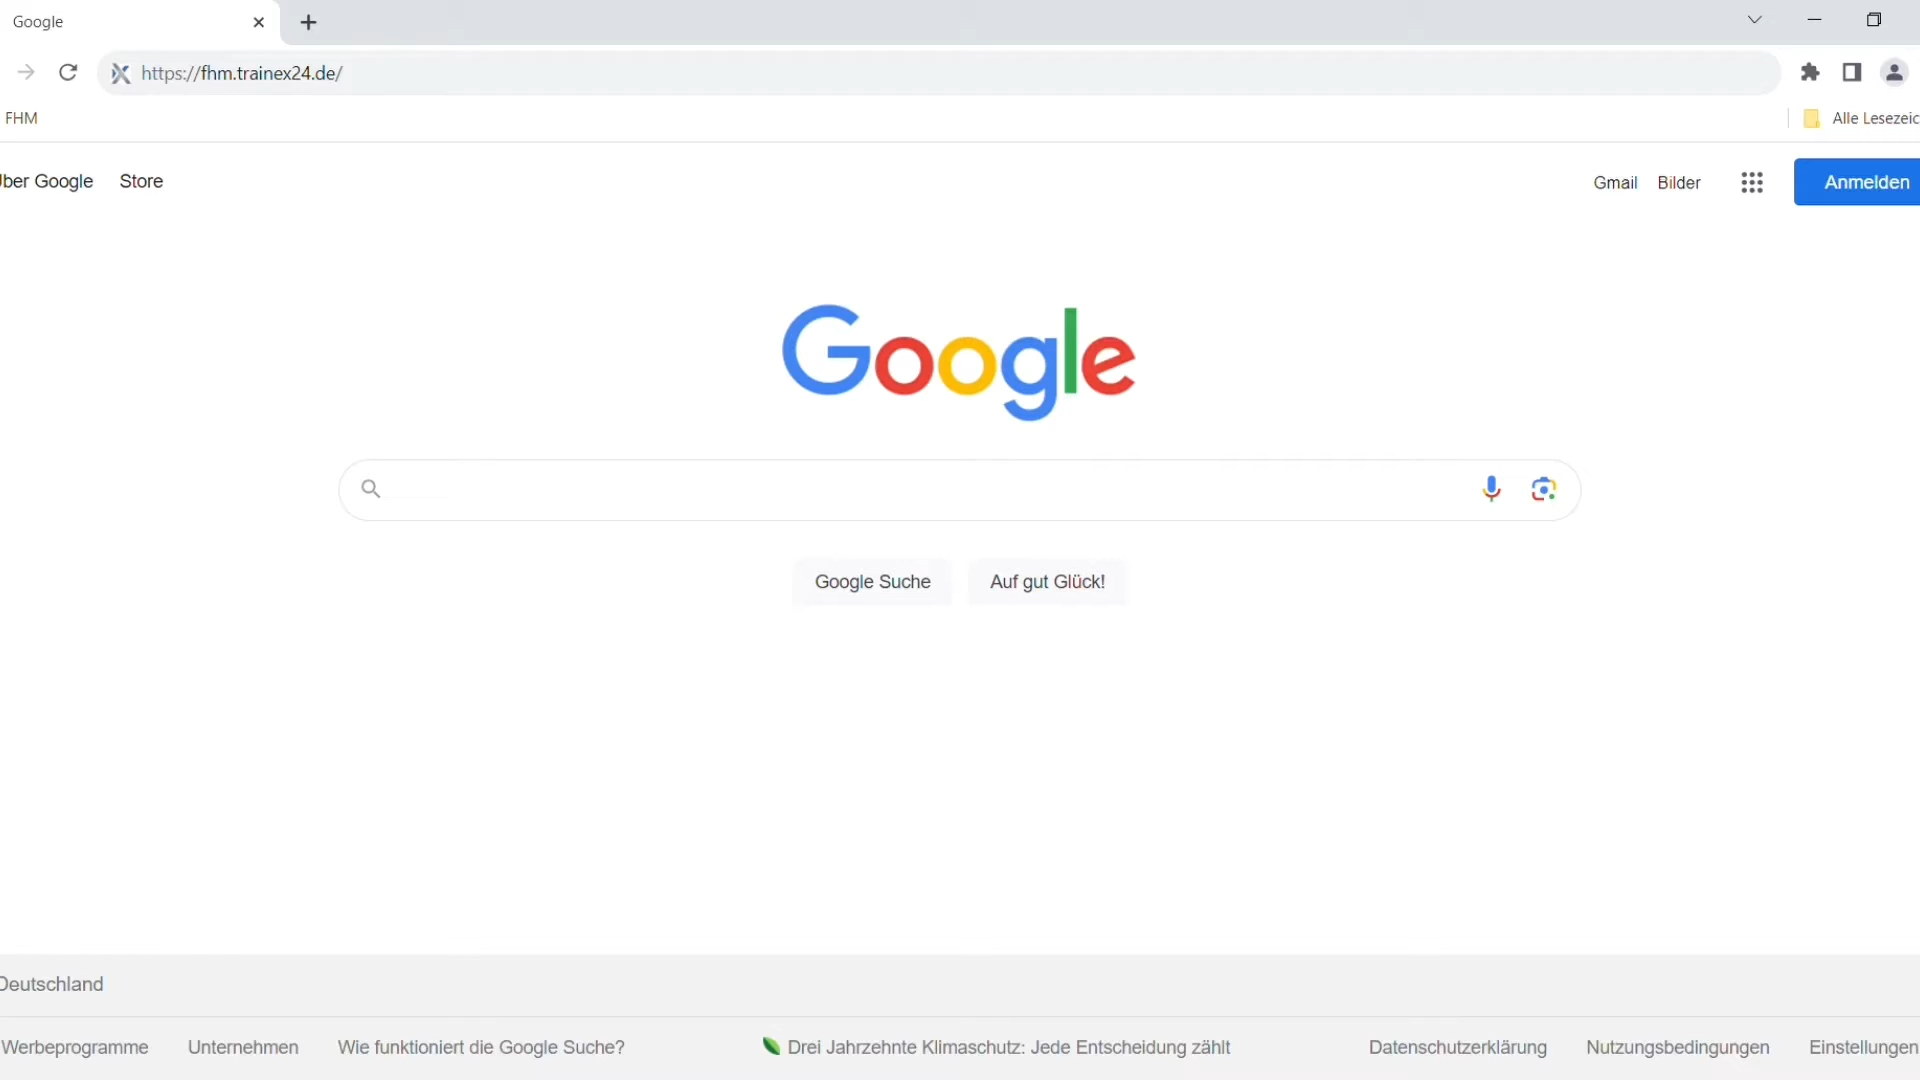 Google
https://fhm.trainex24.de/
FHM
Alle Lesezeic
ber Google Store
Gmail Bilder
Anmelden
Google
Google Suche Auf gut Glück!
Deutschland
Werbeprogramme Unternehmen Wie funktioniert die Google Suche? Drei Jahrzehnte Klimaschutz: Jede Entscheidung zählt Datenschutzerklärung Nutzungsbedingungen Einstellungen